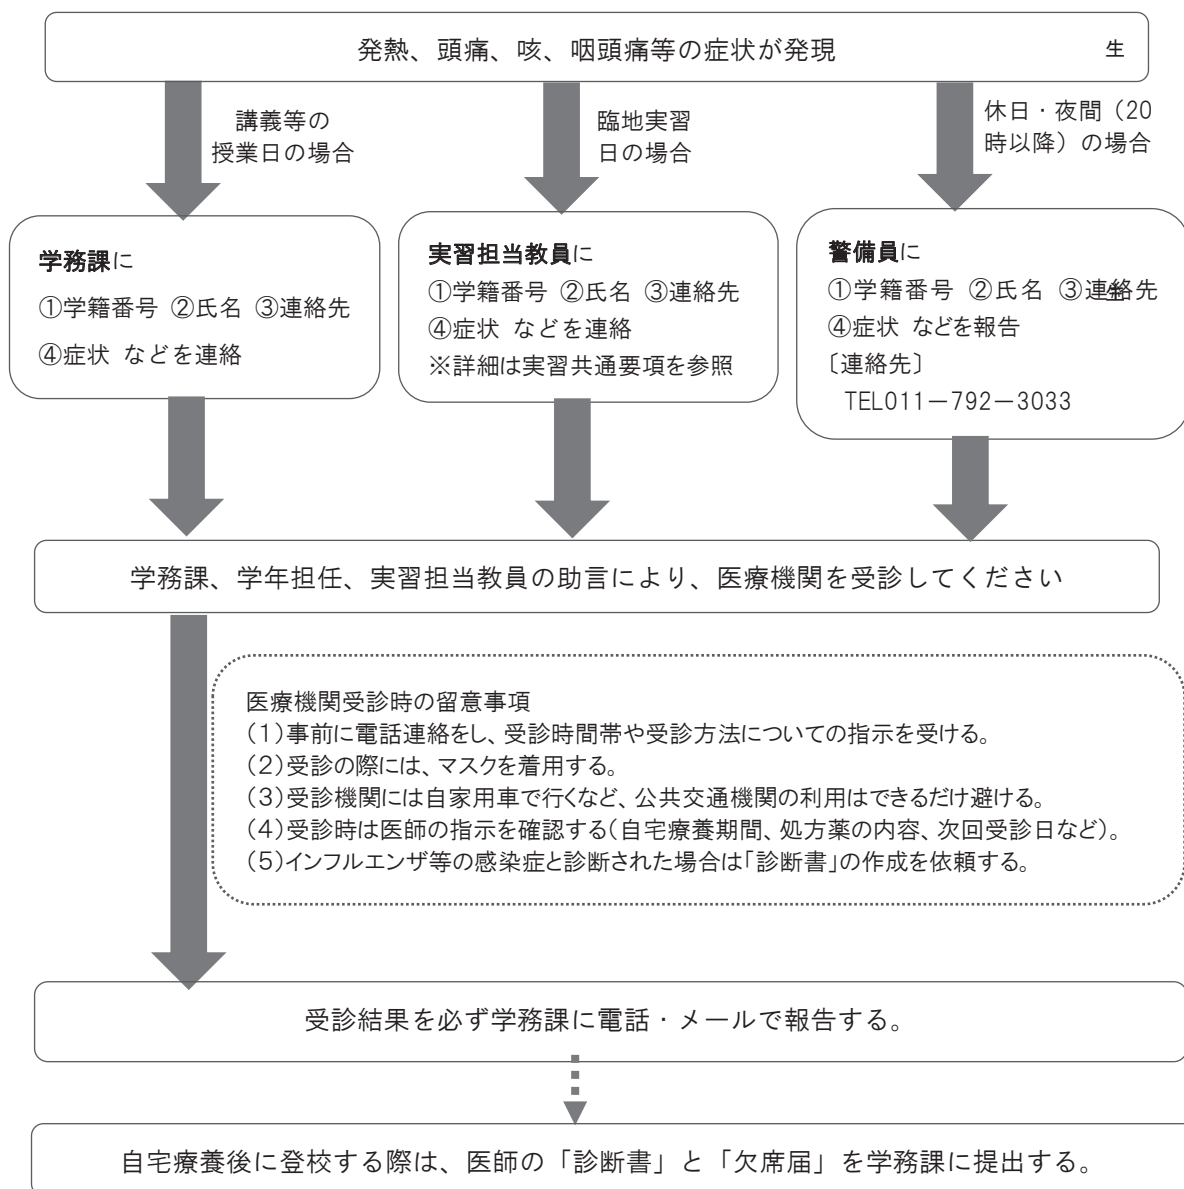 発熱、頭痛、咳、咽頭痛等の症状が発現
生
講義等の
授業日の場合
臨地実習
日の場合
休日・夜間（20
時以降）の場合
学務課に
①学籍番号 ②氏名 ③連絡先
④症状 などを連絡
実習担当教員に
①学籍番号 ②氏名 ③連絡先
④症状 などを連絡
※詳細は実習共通要項を参照
警備員に
①学籍番号 ②氏名 ③連絡先
生
④症状 などを報告
〔連絡先〕
TEL011－792－3033
学務課、学年担任、実習担当教員の助言により、医療機関を受診してください
医療機関受診時の留意事項
（1）事前に電話連絡をし、受診時間帯や受診方法についての指示を受ける。
（2）受診の際には、マスクを着用する。
（3）受診機関には自家用車で行くなど、公共交通機関の利用はできるだけ避ける。
（4）受診時は医師の指示を確認する（自宅療養期間、処方薬の内容、次回受診日など）。
（5）インフルエンザ等の感染症と診断された場合は「診断書」の作成を依頼する。
受診結果を必ず学務課に電話・メールで報告する。
自宅療養後に登校する際は、医師の「診断書」と「欠席届」を学務課に提出する。